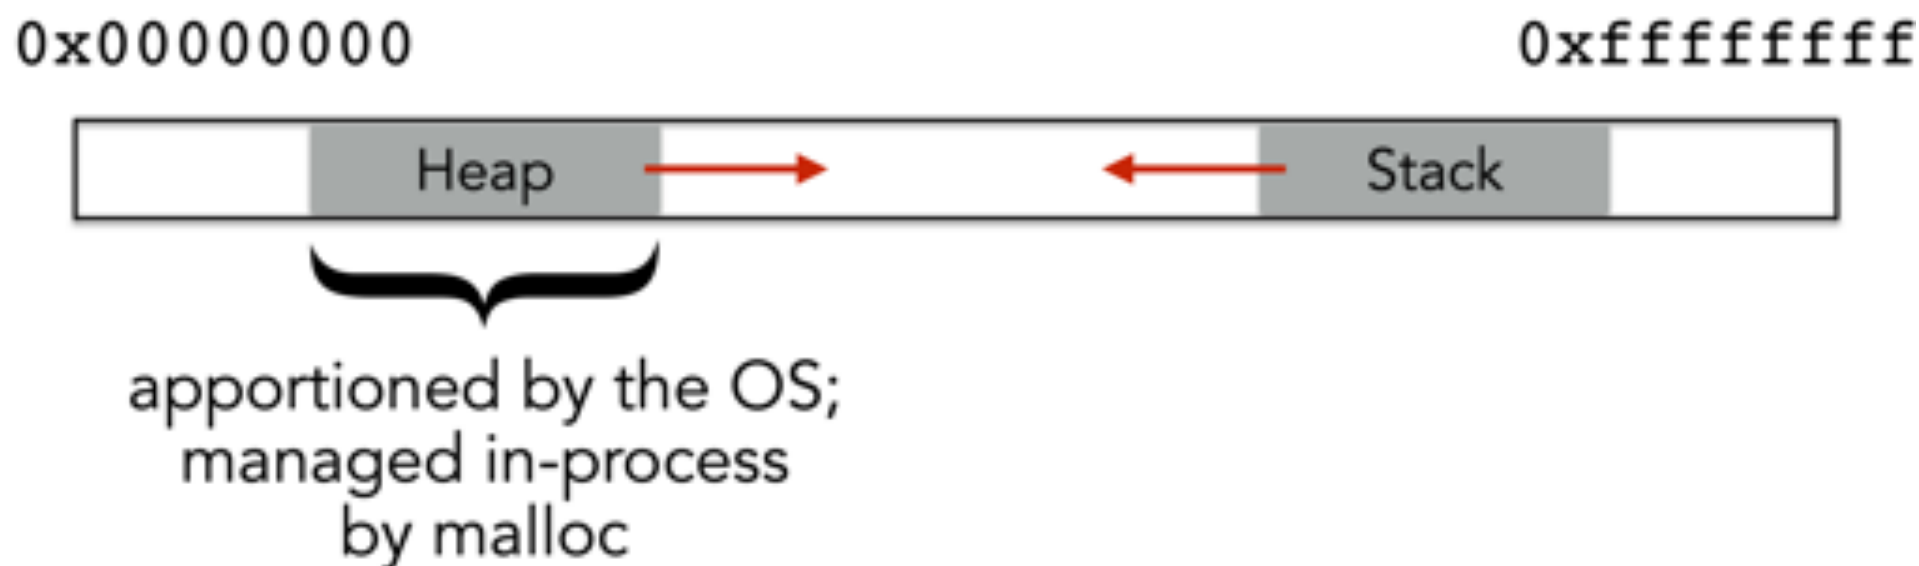 0x00000000
0xffffffff
Heap
Stack
apportioned by the OS;
managed in-process
by malloc